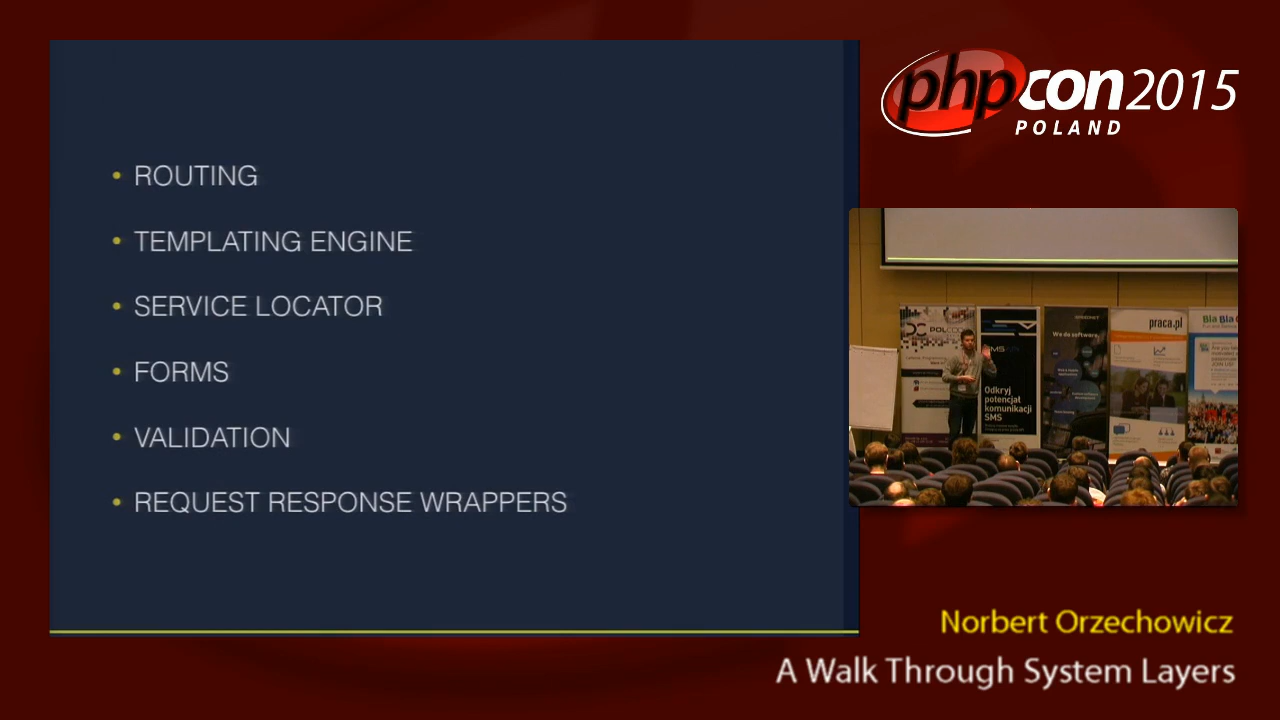 • ROUTING
• TEMPLATING ENGINE
• SERVICE LOCATOR
• FORMS
• VALIDATION
• REQUEST RESPONSE WRAPPERS
phpcon2015
POLAND
praca.pl
Bla Bla
We do software.
Odkryj
potencjał
komunikacji
SMS
Norbert Orzechowicz
A Walk Through System Layers